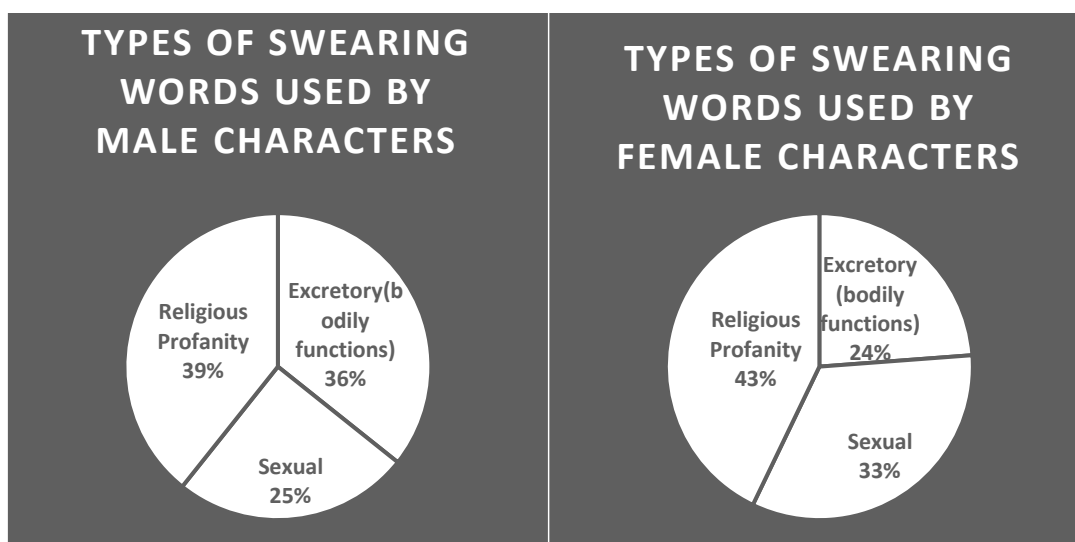 TYPES OF SWEARING
WORDS USED BY
MALE CHARACTERS
Excretory(b
odily
functions)
36%
Sexual
25%
Religious
Profanity
39%
TYPES OF SWEARING
WORDS USED BY
FEMALE CHARACTERS
Excretory
(bodily
functions)
24%
Sexual
33%
Religious
Profanity
43%